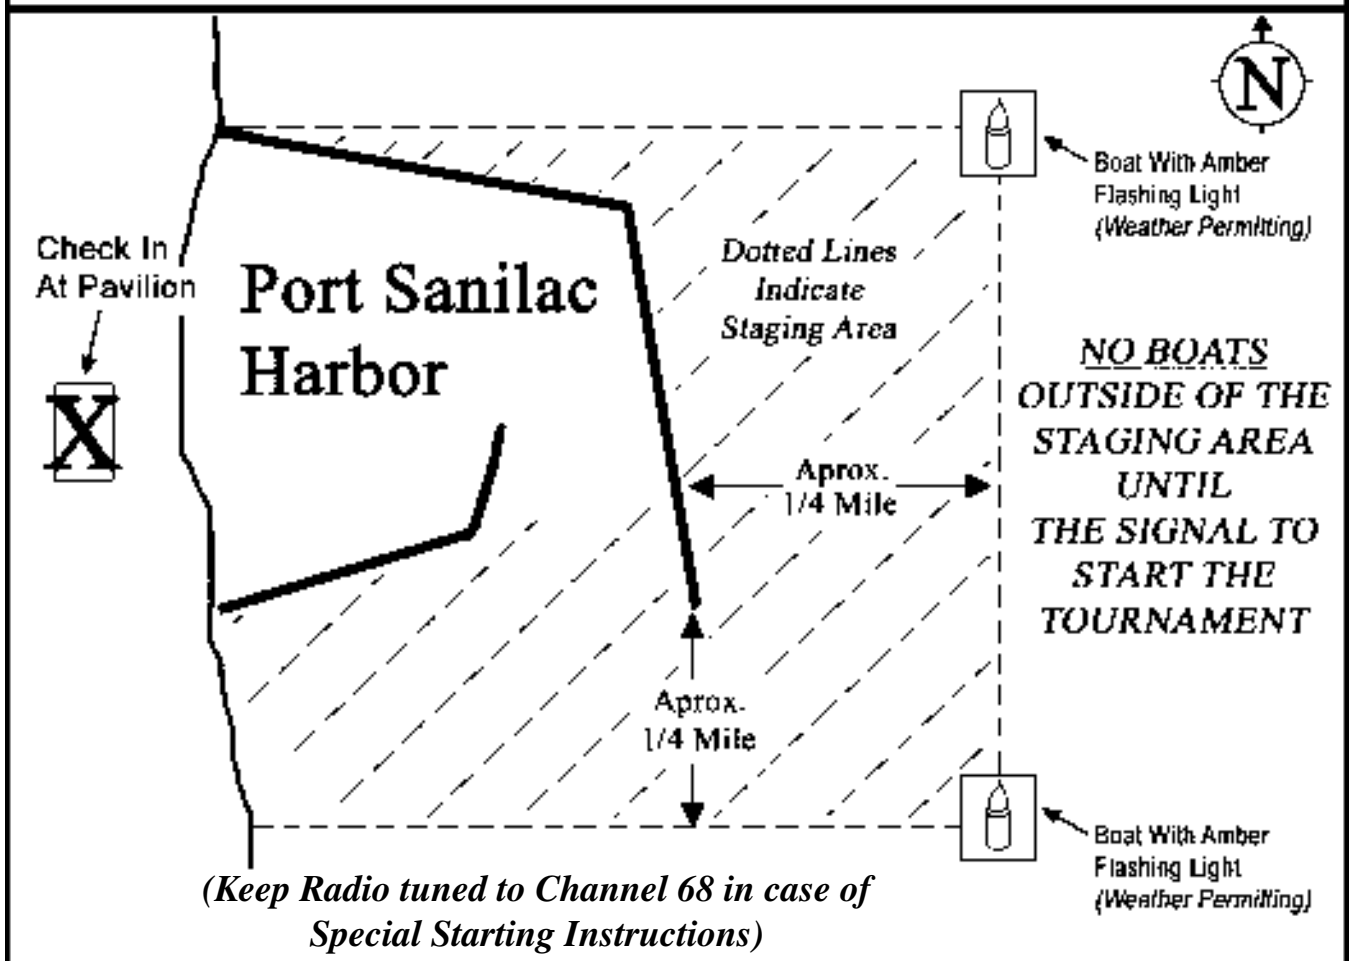 N
Boat With Amber
Flashing Light
(Weather Permitting)
Check In
At Pavilion
X
Port Sanilac
Harbor
Dotted Lines
Indicate
Staging Area
NO BOATS
OUTSIDE OF THE
STAGING AREA
UNTIL
THE SIGNAL TO
START THE
TOURNAMENT
Aprox.
1/4 Mile
Aprox.
1/4 Mile
Boat With Amber
Flashing Light
(Weather Permitting)
(Keep Radio tuned to Channel 68 in case of
Special Starting Instructions)